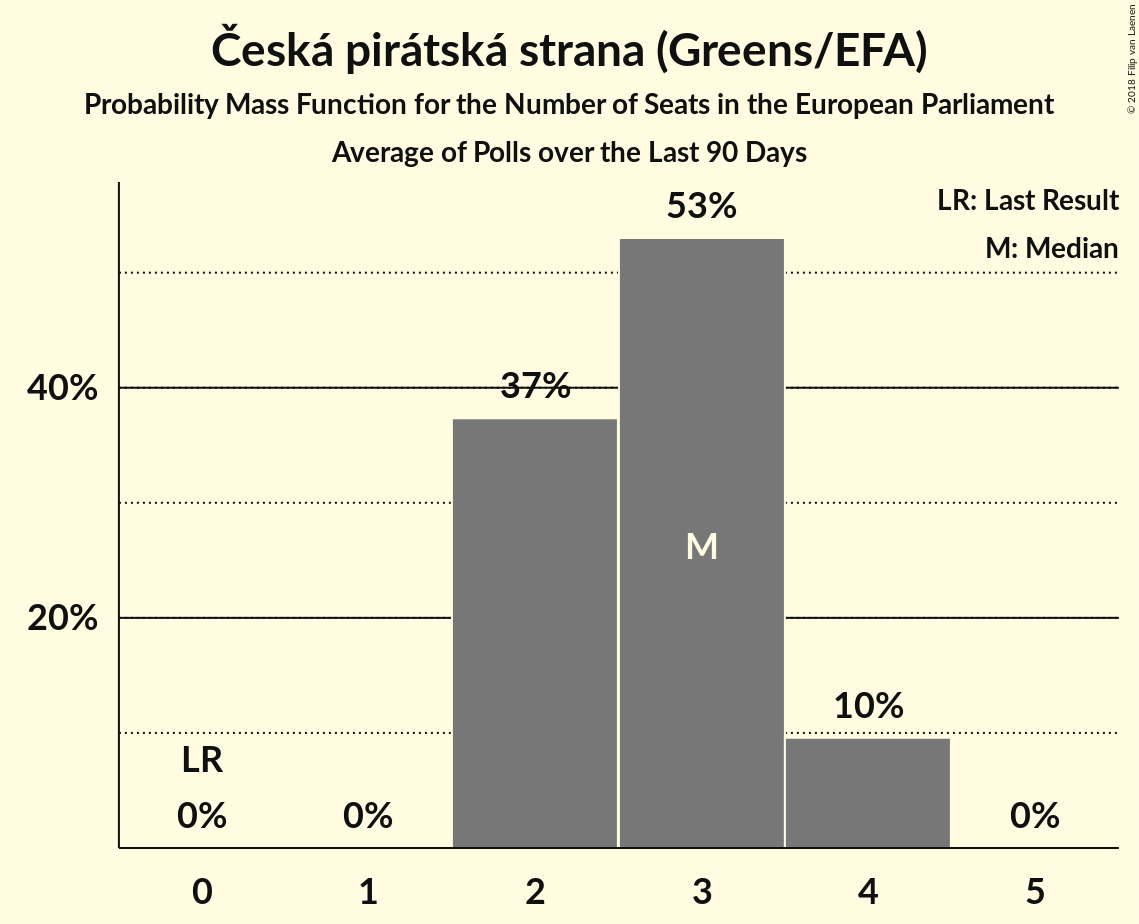 Česká pirátská strana (Greens/EFA)
Probability Mass Function for the Number of Seats in the European Parliament
Average of Polls over the Last 90 Days
© 2018 Filip van Laenen
LR: Last Result
M: Median
53%
40%
37%
M
20%
10%
LR
0%
0%
0%
0
1
2
3
4
5